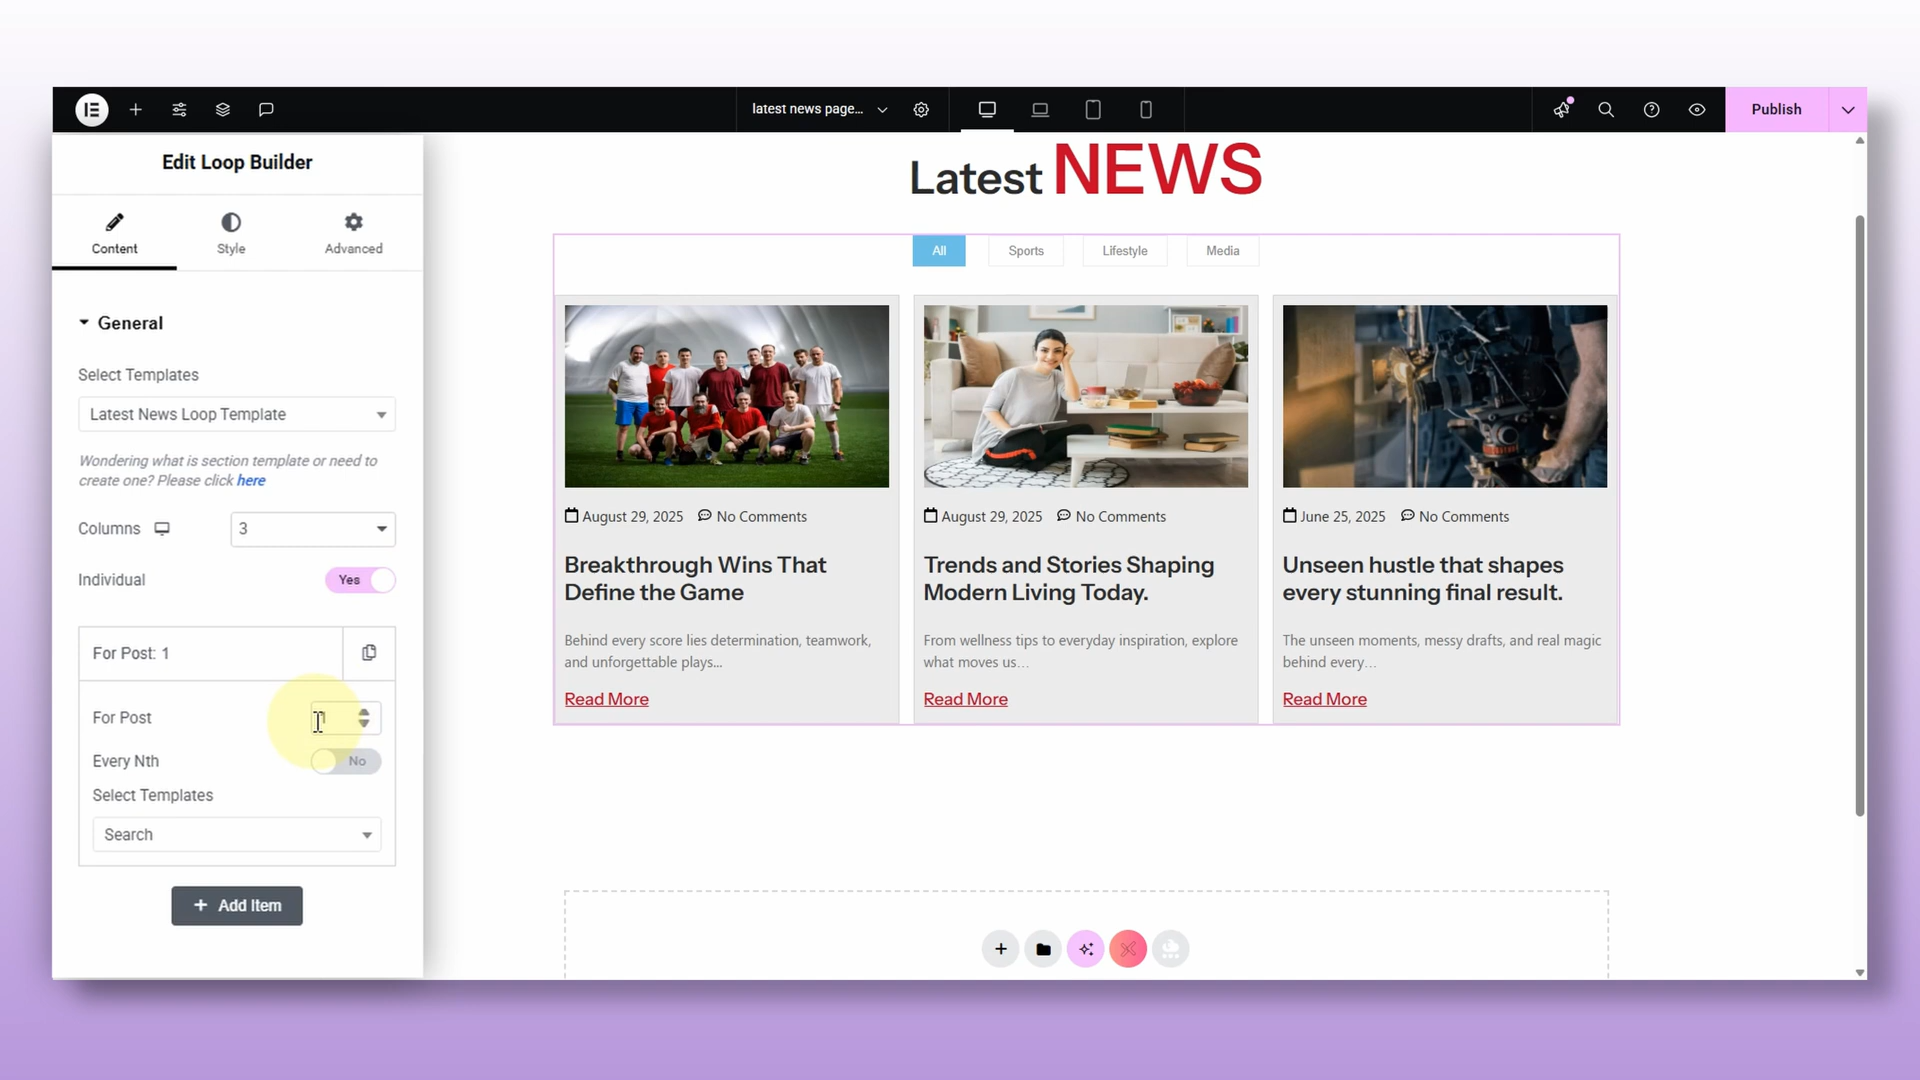 latest news page...
Publish
Edit Loop Builder
Content
Style
Advanced
General
Select Templates
Latest News Loop Template
Wondering what is section template or need to
create one? Please click here
Columns
3
Individual
Yes
For Post: 1
For Post
Every Nth
No
Select Templates
Search
+ Add Item
Latest NEWS
All
Sports
Lifestyle
Media
August 29, 2025
No Comments
Breakthrough Wins That
Define the Game
Behind every score lies determination, teamwork,
and unforgettable plays...
Read More
August 29, 2025
No Comments
Trends and Stories Shaping
Modern Living Today.
From wellness tips to everyday inspiration, explore
what moves us...
Read More
June 25, 2025
No Comments
Unseen hustle that shapes
every stunning final result.
The unseen moments, messy drafts, and real magic
behind every...
Read More